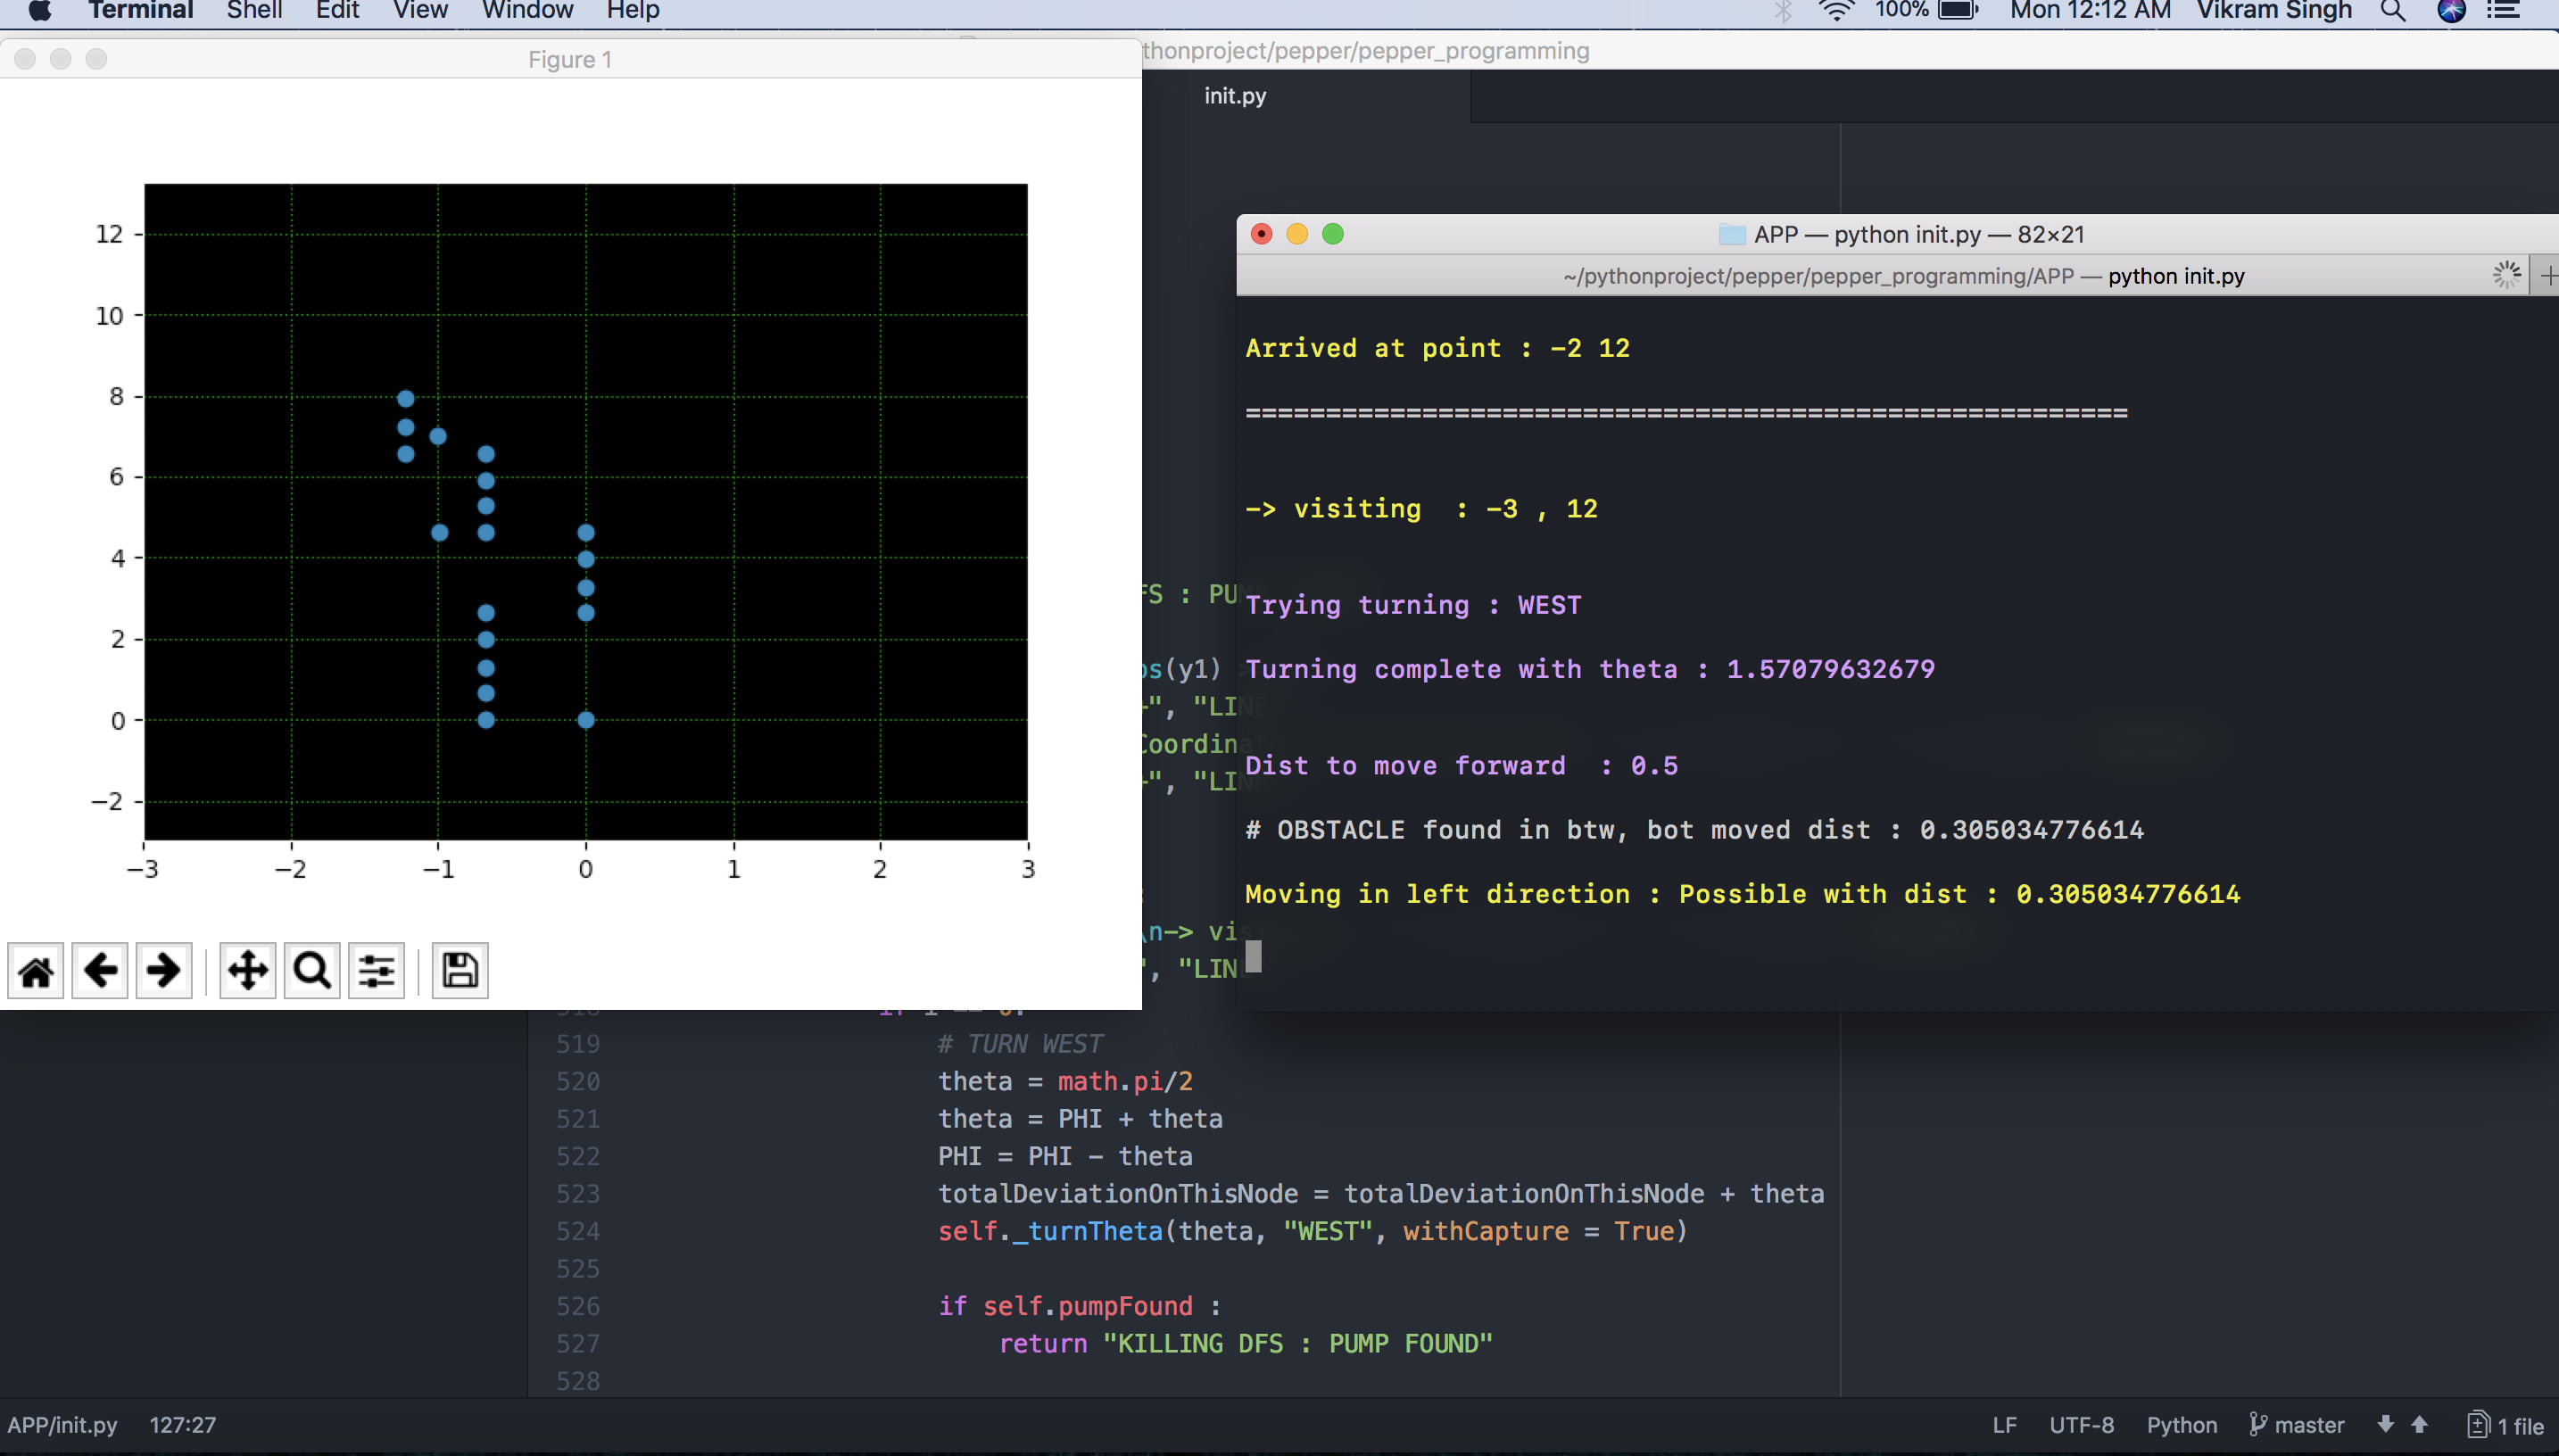 Terminal Shell Edit View Window Help 100% Mon 12:12 AM Vikram Singh
Figure 1
thonproject/pepper/pepper_programming
init.py
12
10
8
6
4
2
0
−2
−3 −2 −1 0 1 2 3
APP — python init.py — 82×21
~/pythonproject/pepper/pepper_programming/APP — python init.py
Arrived at point : -2 12
=======================================================
-> visiting  : -3 , 12
Trying turning : WEST
Turning complete with theta : 1.57079632679
Dist to move forward  : 0.5
# OBSTACLE found in btw, bot moved dist : 0.305034776614
Moving in left direction : Possible with dist : 0.305034776614
FS : PU
os(y1)
", "LIN
Coordin
", "LI
\n-> vis
", "LIN
519 # TURN WEST
520 theta = math.pi/2
521 theta = PHI + theta
522 PHI = PHI - theta
523 totalDeviationOnThisNode = totalDeviationOnThisNode + theta
524 self._turnTheta(theta, "WEST", withCapture = True)
525
526 if self.pumpFound :
527 return "KILLING DFS : PUMP FOUND"
528
APP/init.py 127:27 LF UTF-8 Python master 1 file